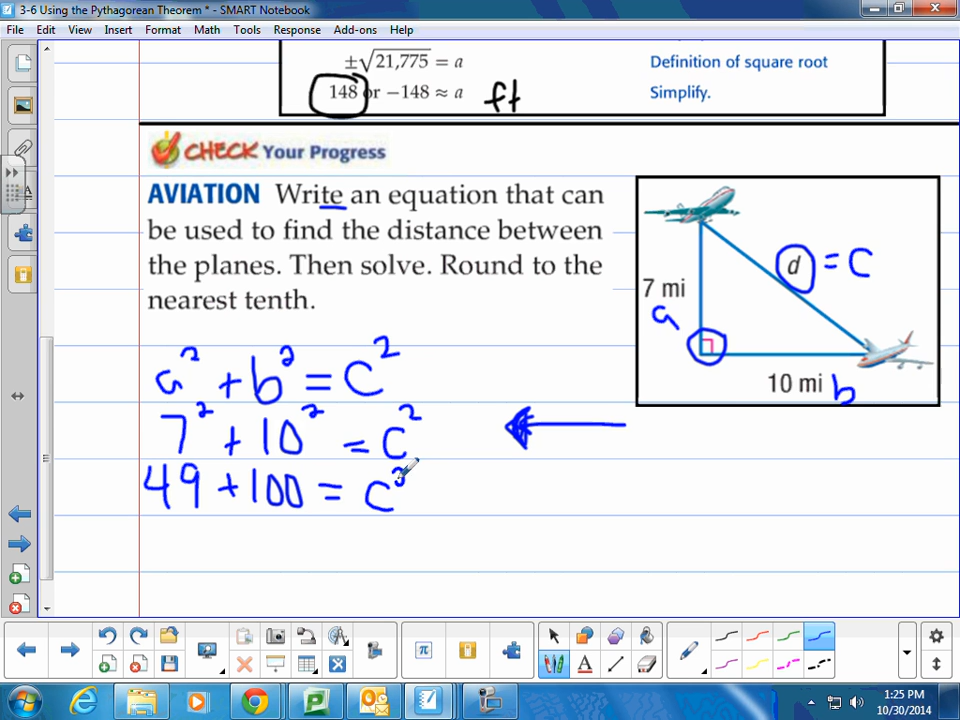 3-6 Using the Pythagorean Theorem * - SMART Notebook
File Edit View Insert Format Math Tools Response Addons Help
±√21,775 = a Definition of square root
148 or −148 ≈ a ft Simplify.
CHECK Your Progress
AVIATION Write an equation that can
be used to find the distance between
the planes. Then solve. Round to the
nearest tenth.
d = c
7 mi
a
10 mi b
a² + b² = c²
7² + 10² = c²
49 + 100 = c²
π
A
1:25 PM
10/30/2014